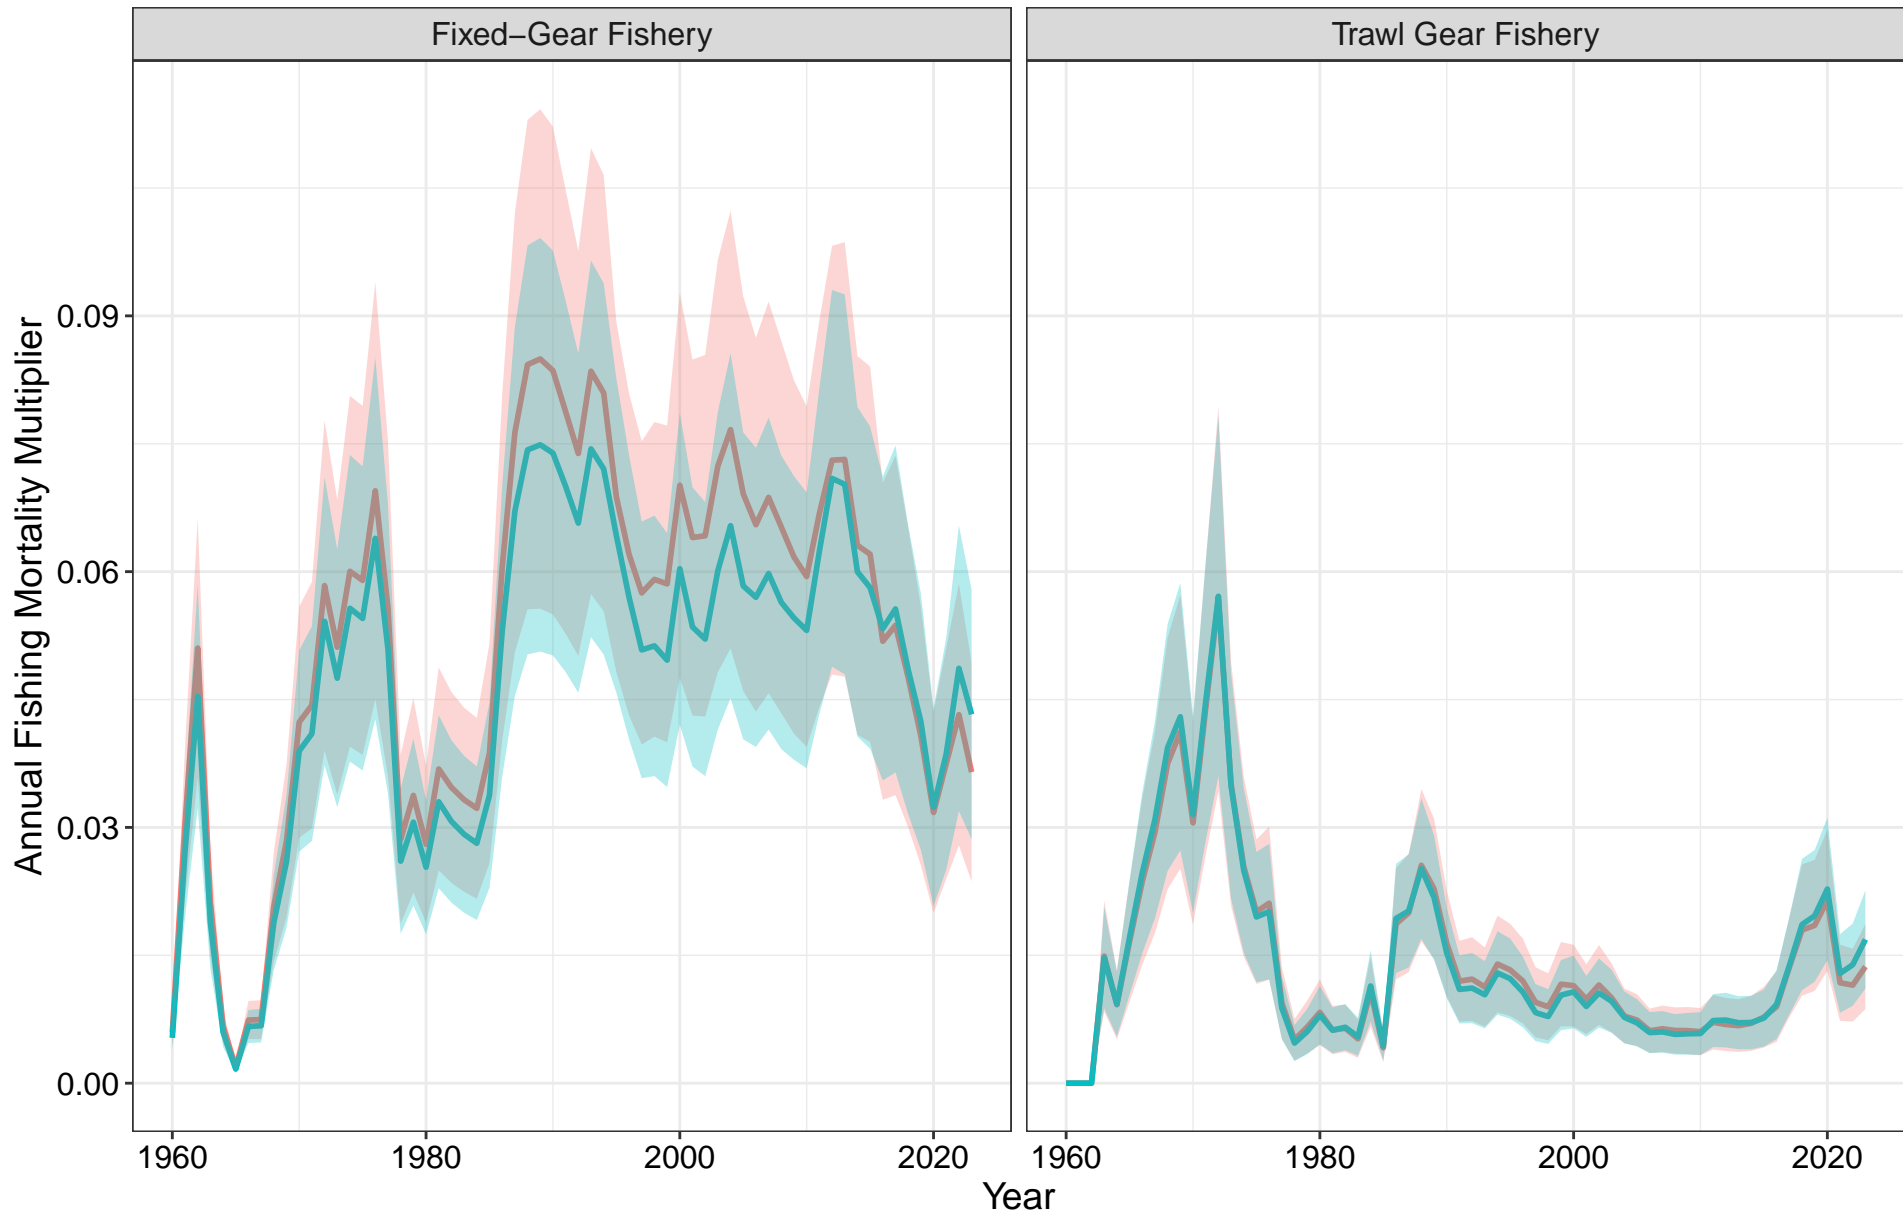 Fixed−Gear Fishery
Trawl Gear Fishery
Annual Fishing Mortality Multiplier
0.09
0.06
0.03
0.00
1960 1980 2000 2020
1960 1980 2000 2020
Year